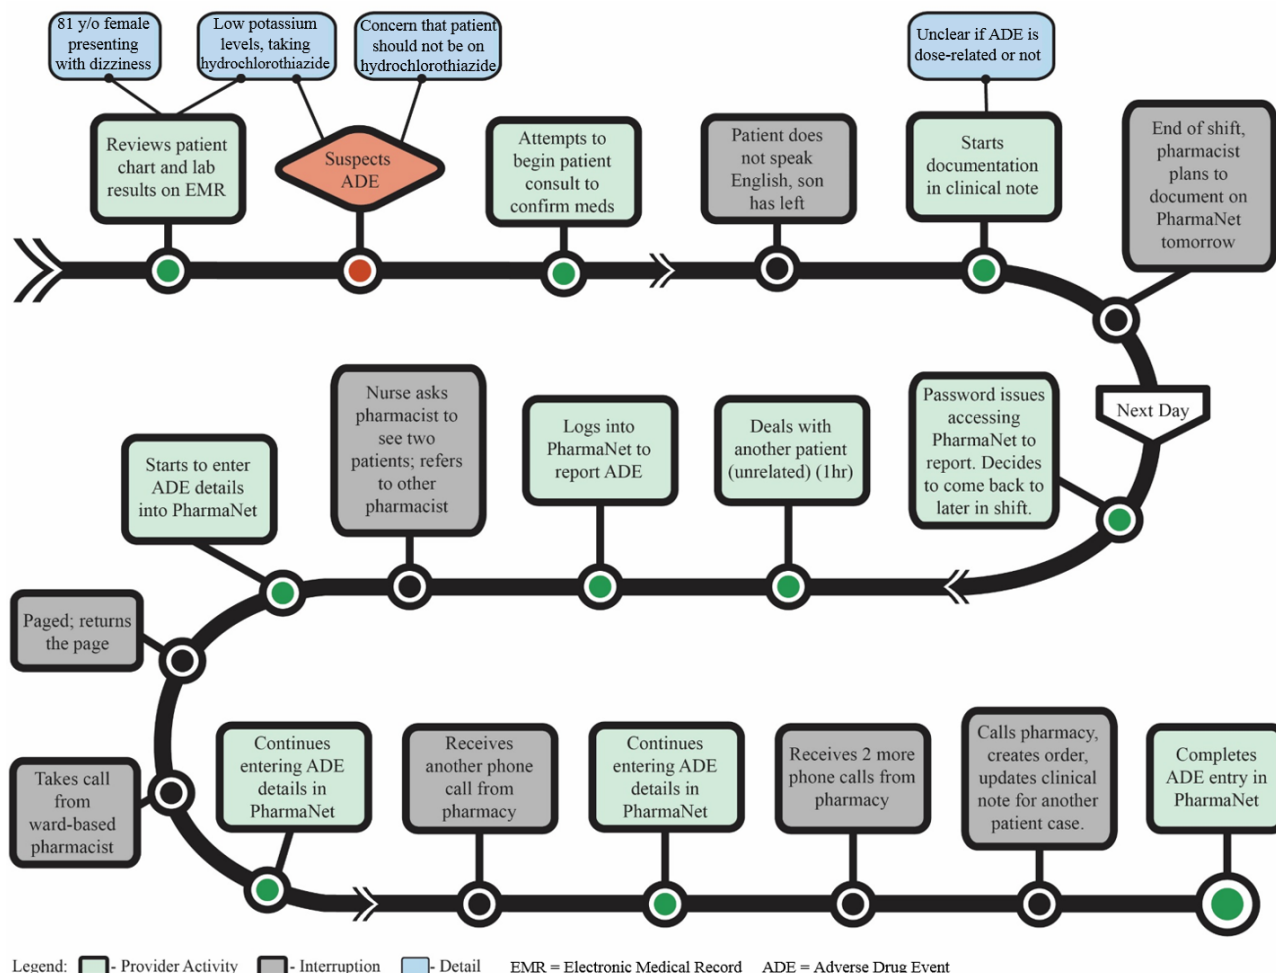 81 y/o female
presenting
with dizziness
Low potassium
levels, taking
hydrochlorothiazide
Concern that patient
should not be on
hydrochlorothiazide
Unclear if ADE is
dose-related or not
Reviews patient
chart and lab
results on EMR
Suspects
ADE
Attempts to
begin patient
consult to
confirm meds
Patient does
not speak
English, son
has left
Starts
documentation
in clinical note
End of shift,
pharmacist
plans to
document on
PharmaNet
tomorrow
Next Day
Password issues
accessing
PharmaNet to
report. Decides
to come back to
later in shift.
Deals with
another patient
(unrelated) (1hr)
Logs into
PharmaNet to
report ADE
Nurse asks
pharmacist to
see two
patients; refers
to other
pharmacist
Starts to enter
ADE details
into PharmaNet
Paged; returns
the page
Takes call
from
ward-based
pharmacist
Continues
entering ADE
details in
PharmaNet
Receives
another phone
call from
pharmacy
Continues
entering ADE
details in
PharmaNet
Receives 2 more
phone calls from
pharmacy
Calls pharmacy,
creates order,
updates clinical
note for another
patient case.
Completes
ADE entry in
PharmaNet
Legend: - Provider Activity - Interruption - Detail EMR = Electronic Medical Record ADE = Adverse Drug Event